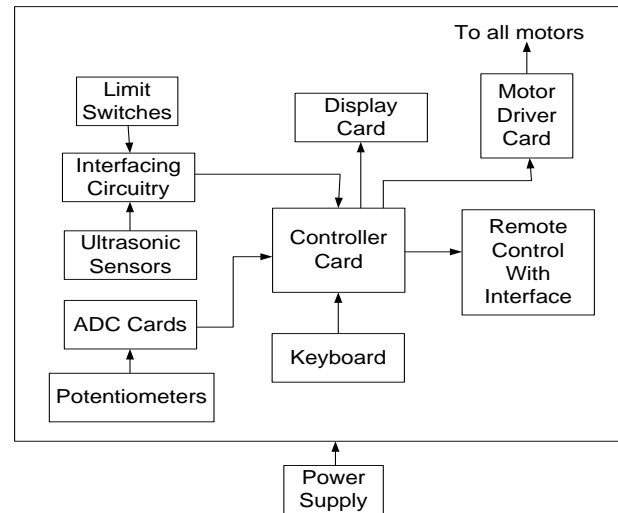 To all motors
Limit
Switches
Display
Card
Motor
Driver
Card
Interfacing
Circuitry
Ultrasonic
Sensors
Controller
Card
Remote
Control
With
Interface
ADC Cards
Keyboard
Potentiometers
Power
Supply